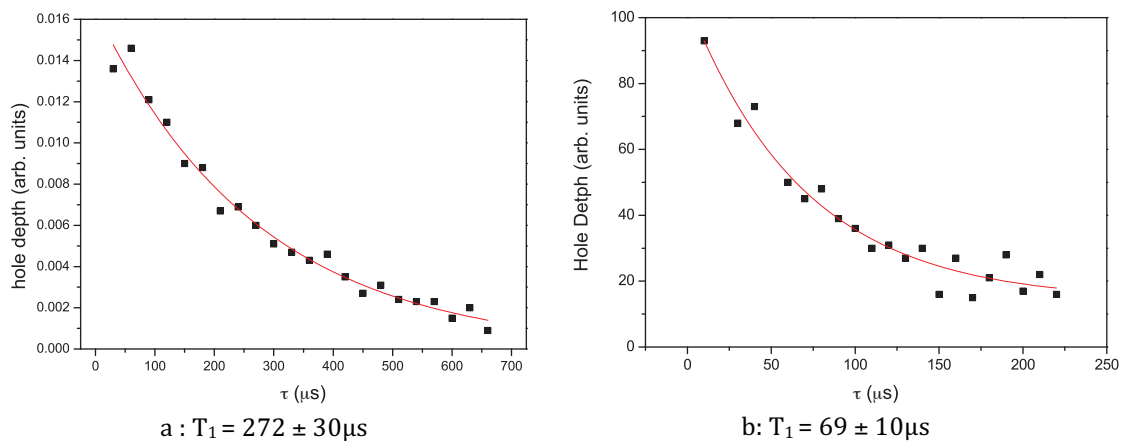 0.016
0.014
0.012
0.010
0.008
0.006
0.004
0.002
0.000
hole depth (arb. units)
0 100 200 300 400 500 600 700
τ (μs)
a : T₁ = 272 ± 30μs
100
80
60
40
20
0
Hole Detph (arb. units)
0 50 100 150 200 250
τ (μs)
b: T₁ = 69 ± 10μs